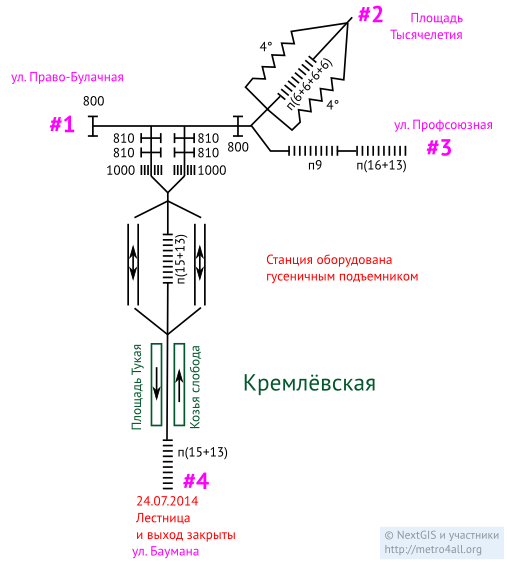 #2
Площадь
Тысячелетия
4°
п(6+6+6+6)
4°
ул. Право-Булачная
800
#1
810
810
810
810
800
1000
1000
ул. Профсоюзная
#3
п9
п(16+13)
п(15+13)
Станция оборудована
гусеничным подъемником
Площадь Тукая
Козья слобода
Кремлёвская
п(15+13)
#4
24.07.2014
Лестница
и выход закрыты
ул. Баумана
© NextGIS и участники
http://metro4all.org